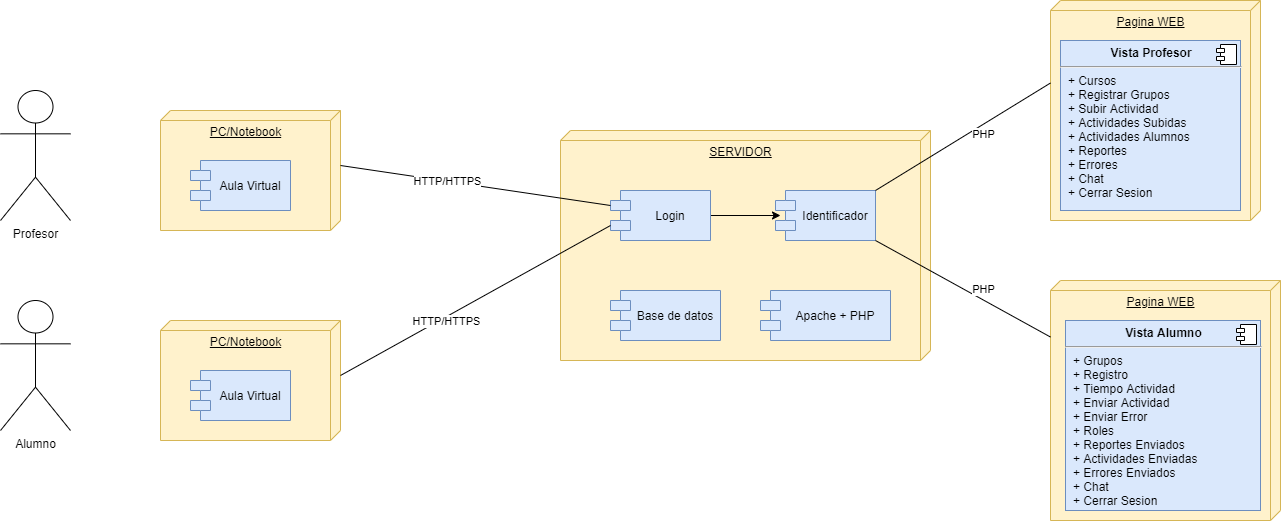 Profesor
Alumno
PC/Notebook
Aula Virtual
PC/Notebook
Aula Virtual
HTTP/HTTPS
HTTP/HTTPS
SERVIDOR
Login
Identificador
Base de datos
Apache + PHP
PHP
PHP
Pagina WEB
Vista Profesor
+ Cursos
+ Registrar Grupos
+ Subir Actividad
+ Actividades Subidas
+ Actividades Alumnos
+ Reportes
+ Errores
+ Chat
+ Cerrar Sesion
Pagina WEB
Vista Alumno
+ Grupos
+ Registro
+ Tiempo Actividad
+ Enviar Actividad
+ Enviar Error
+ Roles
+ Reportes Enviados
+ Actividades Enviadas
+ Errores Enviados
+ Chat
+ Cerrar Sesion